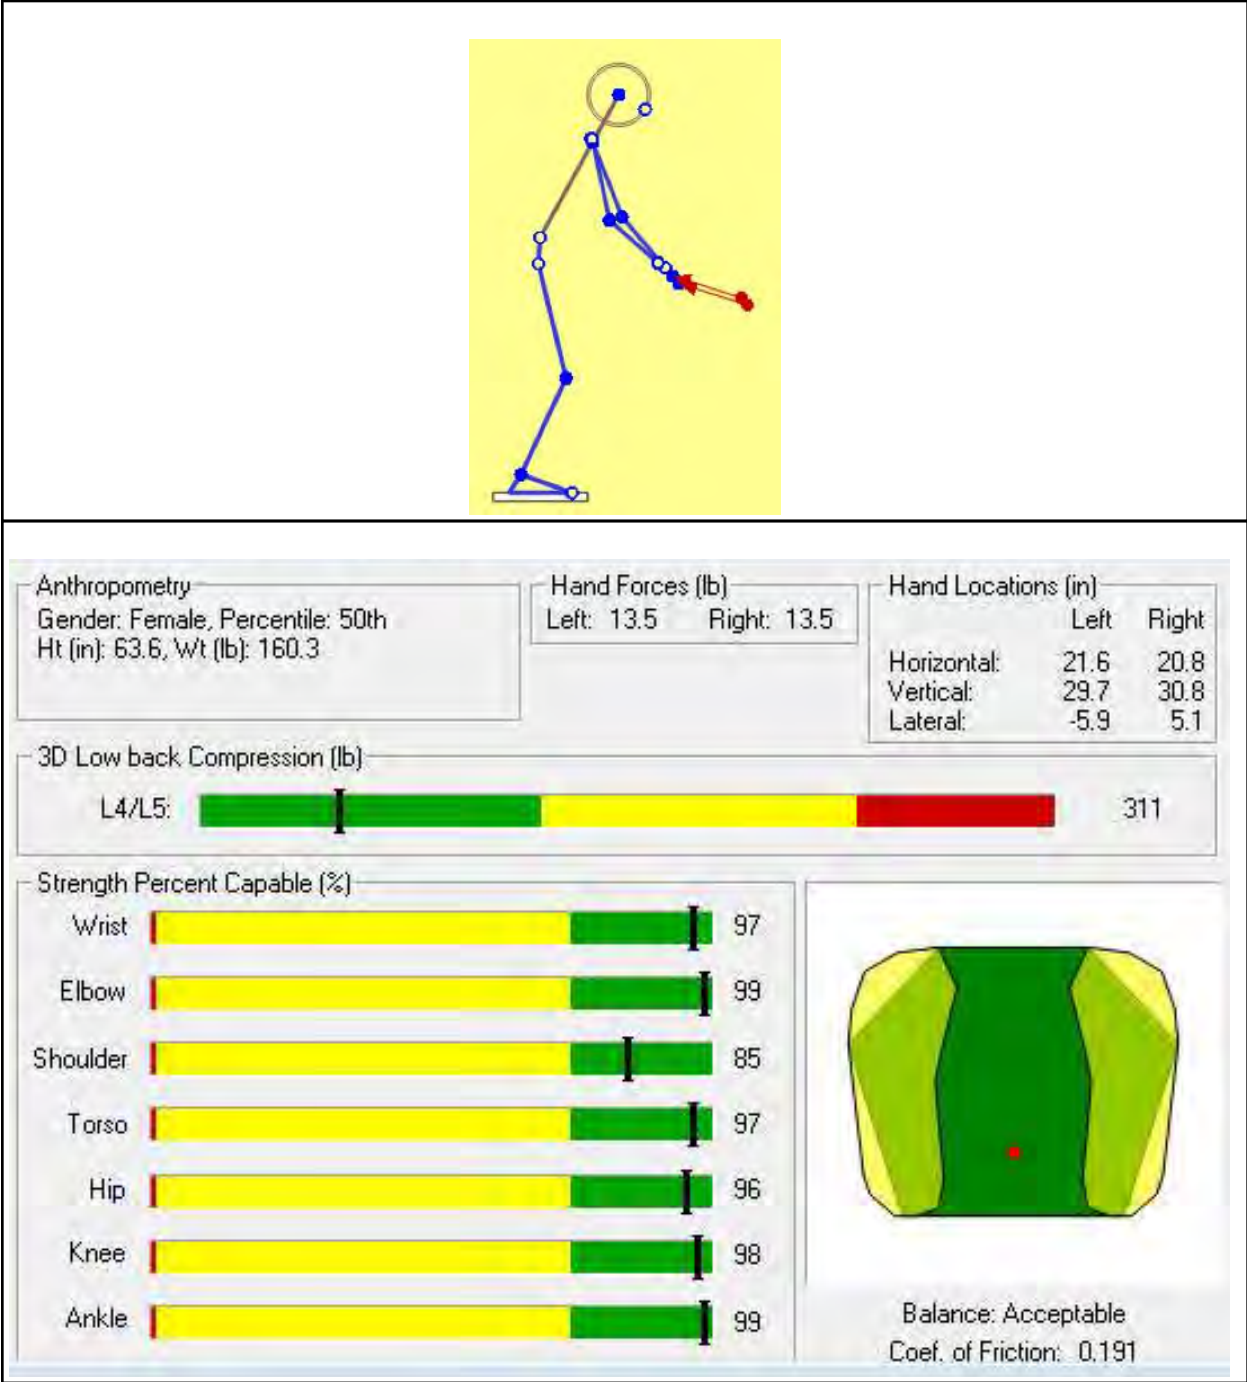 Anthropometry
Gender: Female, Percentile: 50th
Ht (in): 63.6, Wt (lb): 160.3
Hand Forces (lb)
Left: 13.5 Right: 13.5
Hand Locations (in)
Left Right
Horizontal: 21.6 20.8
Vertical: 29.7 30.8
Lateral: -5.9 5.1
3D Low back Compression (lb)
L4/L5: 311
Strength Percent Capable (%)
Wrist 97
Elbow 99
Shoulder 85
Torso 97
Hip 96
Knee 98
Ankle 99
Balance: Acceptable
Coef. of Friction: 0.191